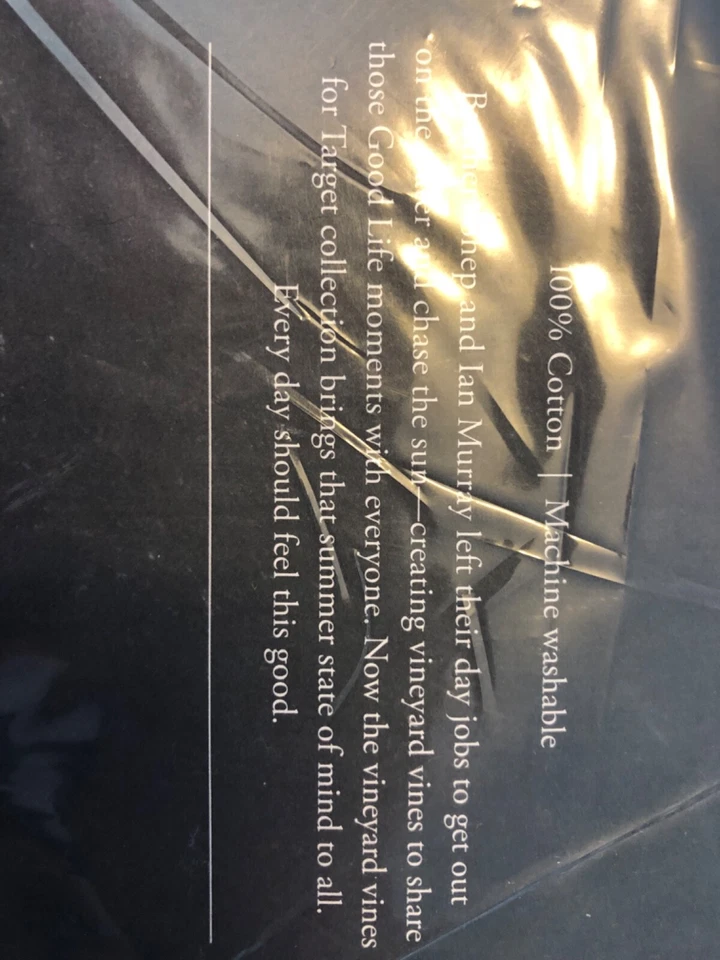 100% Cotton | Machine washable
and Ian Murray left their day jobs to get out
on the and chase the sun—creating vineyard vines to share
those Good Life moments with everyone. Now the vineyard vines
for Target collection brings that summer state of mind to all.
Every day should feel this good.